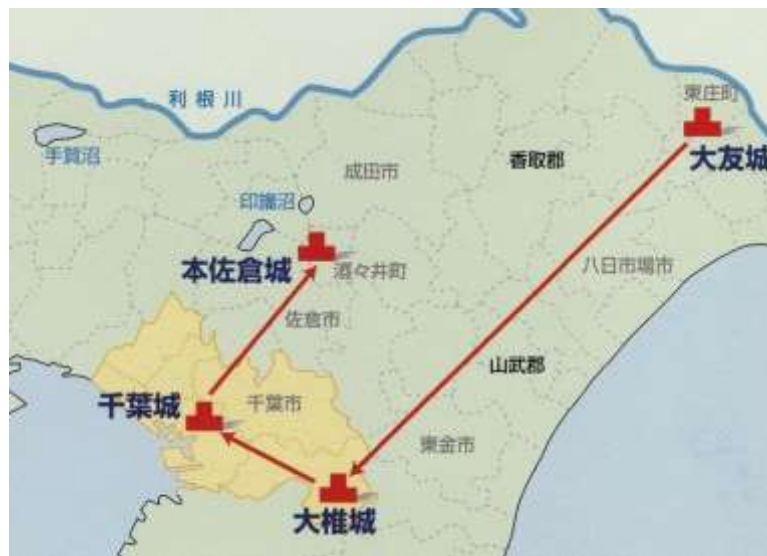 利根川
東庄町
手賀沼
香取郡
大友城
成田市
印旛沼
本佐倉城
酒々井町
八日市場市
佐倉市
山武郡
千葉城
千葉市
東金市
大椎城